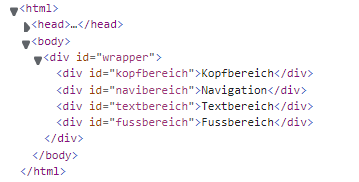 <html>
<head>…</head>
<body>
<div id="wrapper">
<div id="kopfbereich">Kopfbereich</div>
<div id="navibereich">Navigation</div>
<div id="textbereich">Textbereich</div>
<div id="fussbereich">Fussbereich</div>
</div>
</body>
</html>